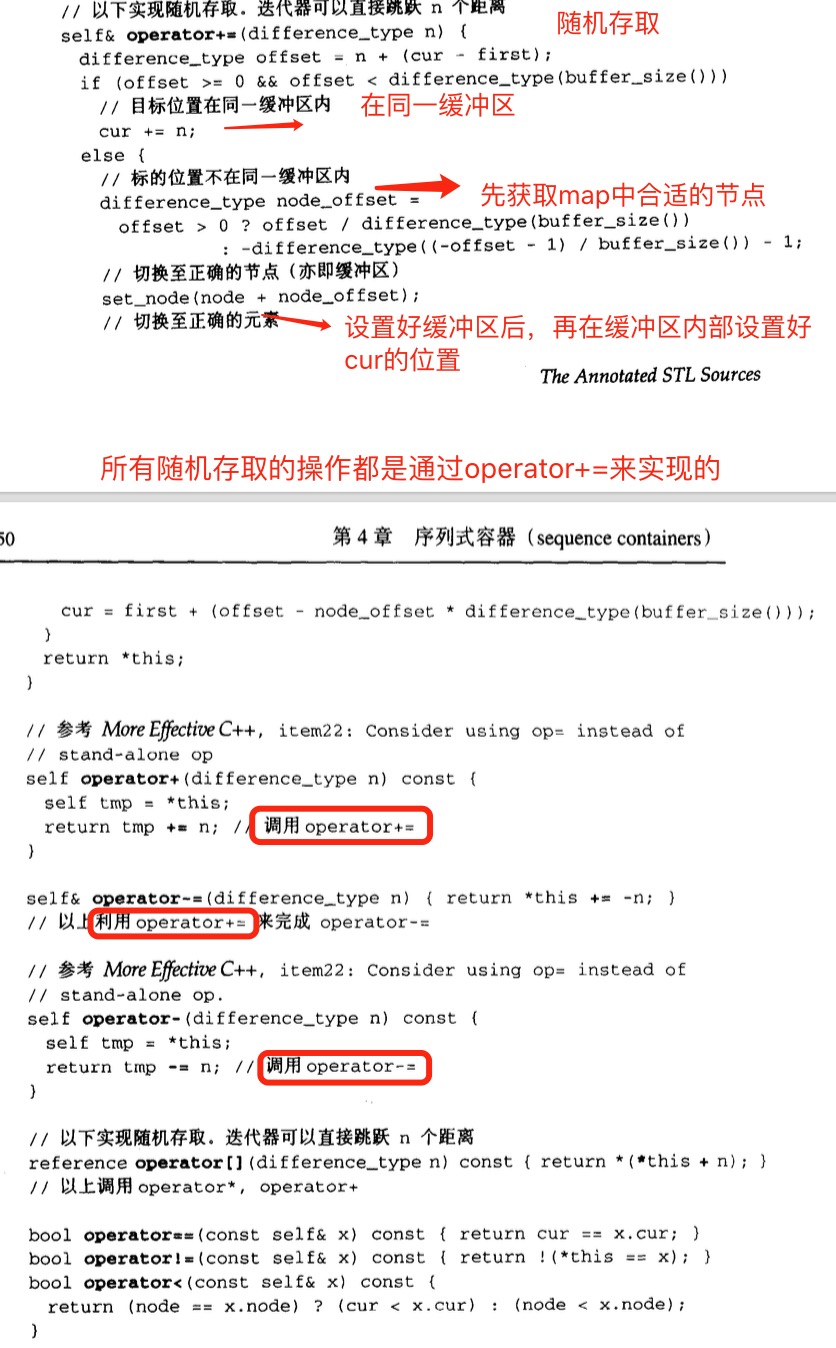 // 以下实现随机存取。迭代器可以直接跳跃 n 个距离
self& operator+=(difference_type n) {
随机存取
difference_type offset = n + (cur - first);
if (offset >= 0 && offset < difference_type(buffer_size()))
// 目标位置在同一缓冲区内
在同一缓冲区
cur += n;
else {
// 标的位置不在同一缓冲区内
先获取map中合适的节点
difference_type node_offset =
offset > 0 ? offset / difference_type(buffer_size())
: -difference_type((-offset - 1) / buffer_size()) - 1;
// 切换至正确的节点（亦即缓冲区）
set_node(node + node_offset);
// 切换至正确的元素
设置好缓冲区后，再在缓冲区内部设置好
cur的位置
The Annotated STL Sources
所有随机存取的操作都是通过operator+=来实现的
50
第 4 章 序列式容器（sequence containers）
cur = first + (offset - node_offset * difference_type(buffer_size()));
}
return *this;
}
// 参考 More Effective C++, item22: Consider using op= instead of
// stand-alone op
self operator+(difference_type n) const {
self tmp = *this;
return tmp += n; // 调用 operator+=
}
self& operator-=(difference_type n) { return *this += -n; }
// 以上利用 operator+= 来完成 operator-=
// 参考 More Effective C++, item22: Consider using op= instead of
// stand-alone op.
self operator-(difference_type n) const {
self tmp = *this;
return tmp -= n; // 调用 operator-=
}
// 以下实现随机存取。迭代器可以直接跳跃 n 个距离
reference operator[](difference_type n) const { return *(*this + n); }
// 以上调用 operator*, operator+
bool operator==(const self& x) const { return cur == x.cur; }
bool operator!=(const self& x) const { return !(*this == x); }
bool operator<(const self& x) const {
return (node == x.node) ? (cur < x.cur) : (node < x.node);
}